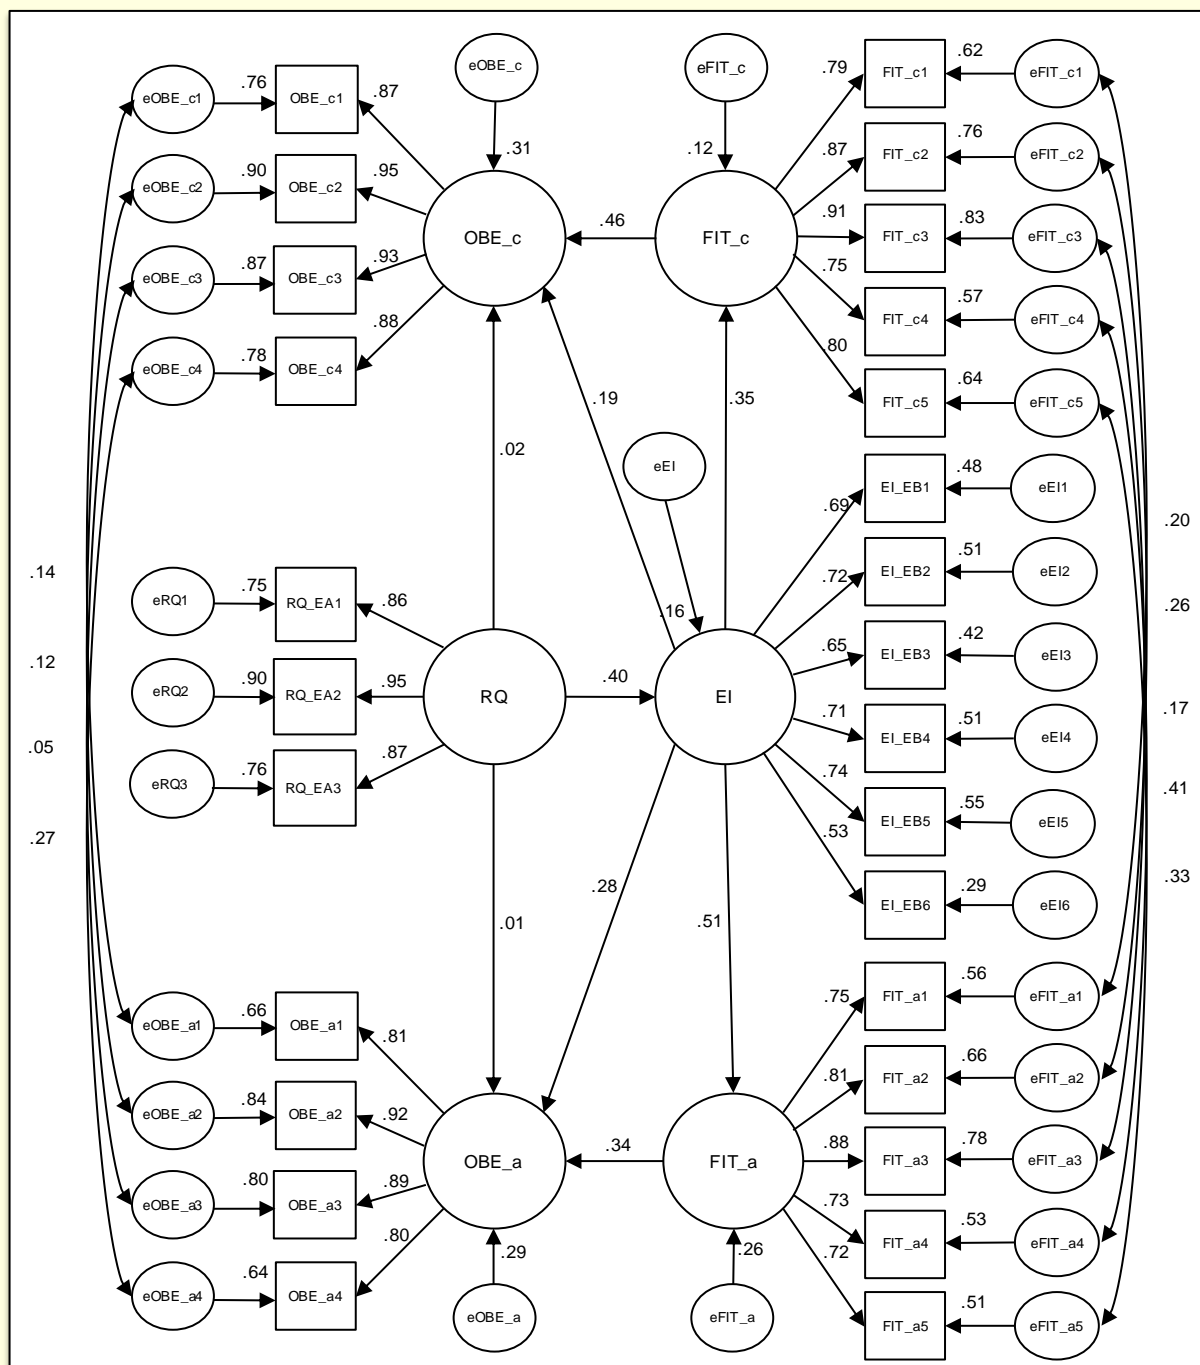 eOBE_c
eFIT_c
.62
.79
FIT_c1
eFIT_c1
.76
.87
eOBE_c1
OBE_c1
.31
.12
.76
.87
FIT_c2
eFIT_c2
.90
.95
eOBE_c2
OBE_c2
.46
.91
.83
OBE_c
FIT_c
FIT_c3
eFIT_c3
.87
.93
eOBE_c3
OBE_c3
.75
.57
FIT_c4
eFIT_c4
.88
.78
eOBE_c4
OBE_c4
.80
.64
.19
.35
FIT_c5
eFIT_c5
.02
eEI
.48
EI_EB1
eEI1
.69
.20
.51
.14
.72
EI_EB2
eEI2
.75
eRQ1
RQ_EA1
.86
.16
.26
.42
.65
EI_EB3
eEI3
.12
.90
eRQ2
RQ_EA2
.95
RQ
.40
EI
.71
.17
.51
EI_EB4
eEI4
.05
.87
.76
eRQ3
RQ_EA3
.74
.41
.55
EI_EB5
eEI5
.27
.53
.33
.28
.29
EI_EB6
eEI6
.01
.51
.56
.75
FIT_a1
eFIT_a1
.66
eOBE_a1
OBE_a1
.81
.66
.81
FIT_a2
eFIT_a2
.84
.92
eOBE_a2
OBE_a2
.34
.88
.78
OBE_a
FIT_a
FIT_a3
eFIT_a3
.80
.89
eOBE_a3
OBE_a3
.73
.53
FIT_a4
eFIT_a4
.80
.29
.26
.72
.64
eOBE_a4
OBE_a4
.51
eOBE_a
eFIT_a
FIT_a5
eFIT_a5